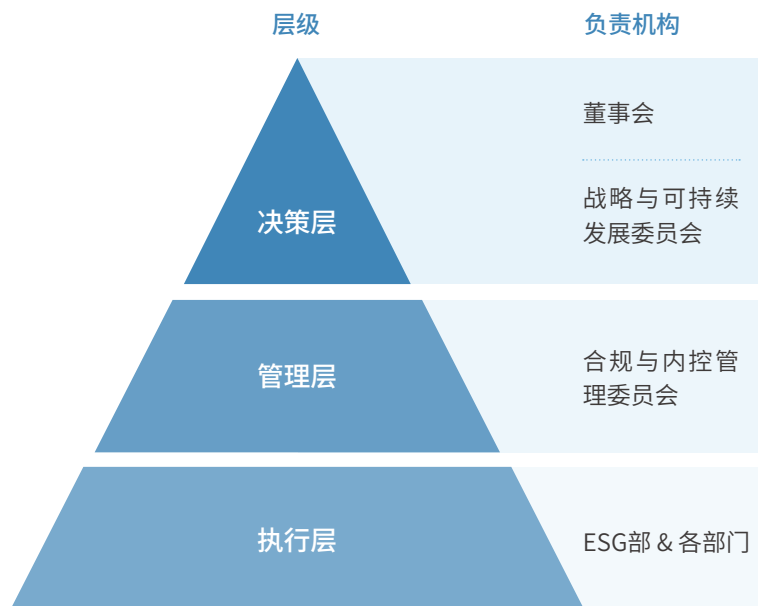 层级
负责机构
决策层
董事会
战略与可持续
发展委员会
管理层
合规与内控管
理委员会
执行层
ESG部 & 各部门